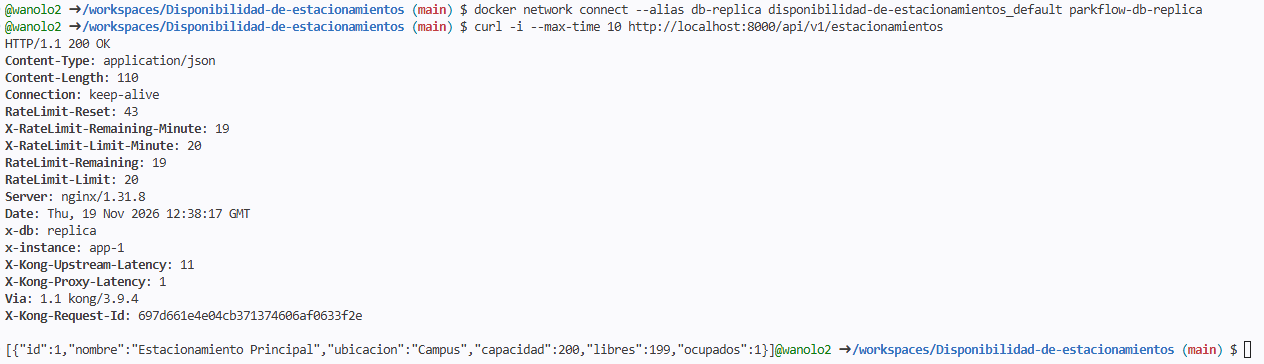 @wanolo2 ➜/workspaces/Disponibilidad-de-estacionamientos (main) $ docker network connect --alias db-replica disponibilidad-de-estacionamientos_default parkflow-db-replica
@wanolo2 ➜/workspaces/Disponibilidad-de-estacionamientos (main) $ curl -i --max-time 10 http://localhost:8000/api/v1/estacionamientos
HTTP/1.1 200 OK
Content-Type: application/json
Content-Length: 110
Connection: keep-alive
RateLimit-Reset: 43
X-RateLimit-Remaining-Minute: 19
X-RateLimit-Limit-Minute: 20
RateLimit-Remaining: 19
RateLimit-Limit: 20
Server: nginx/1.31.8
Date: Thu, 19 Nov 2026 12:38:17 GMT
x-db: replica
x-instance: app-1
X-Kong-Upstream-Latency: 11
X-Kong-Proxy-Latency: 1
Via: 1.1 kong/3.9.4
X-Kong-Request-Id: 697d661e4e04cb371374606af0633f2e
[{"id":1,"nombre":"Estacionamiento Principal","ubicacion":"Campus","capacidad":200,"libres":199,"ocupados":1}]@wanolo2 ➜/workspaces/Disponibilidad-de-estacionamientos (main) $